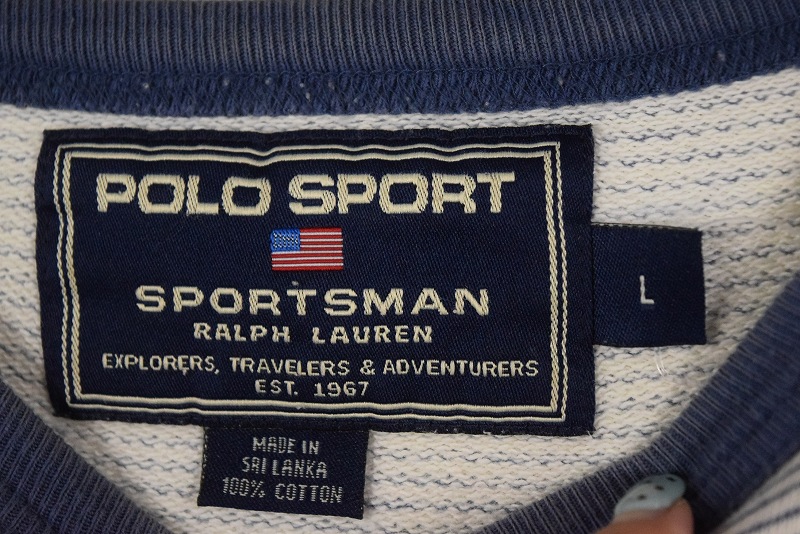 POLO SPORT
SPORTSMAN
RALPH LAUREN
EXPLORERS, TRAVELERS & ADVENTURERS
EST. 1967
L
MADE IN
SRI LANKA
100% COTTON